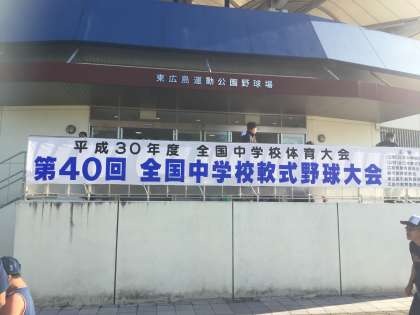 東広島運動公園野球場
平成30年度 全国中学校体育大会
第40回 全国中学校軟式野球大会